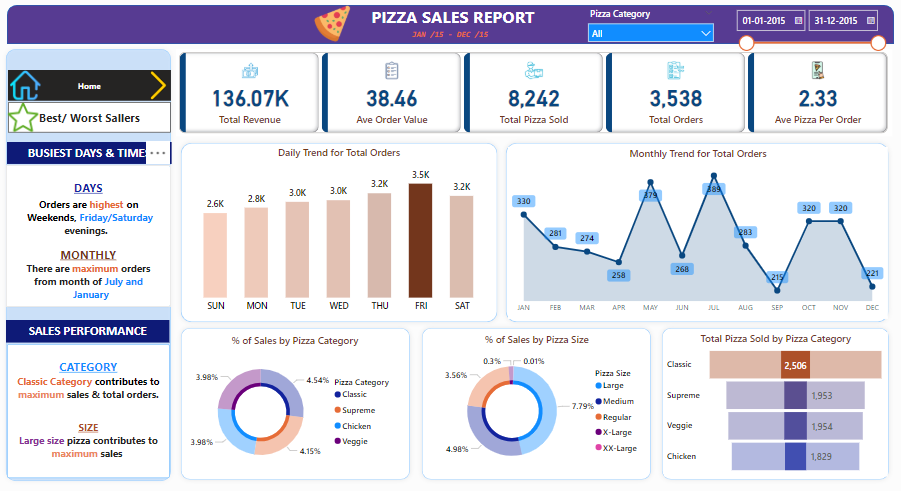 PIZZA SALES REPORT
JAN /15 - DEC /15
Pizza Category
All
01-01-2015
31-12-2015
Home
Best/ Worst Sallers
BUSIEST DAYS & TIMES
DAYS
Orders are highest on
Weekends, Friday/Saturday
evenings.
MONTHLY
There are maximum orders
from month of July and
January
SALES PERFORMANCE
CATEGORY
Classic Category contributes to
maximum sales & total orders.
SIZE
Large size pizza contributes to
maximum sales
136.07K
Total Revenue
38.46
Ave Order Value
8,242
Total Pizza Sold
3,538
Total Orders
2.33
Ave Pizza Per Order
Daily Trend for Total Orders
2.6K
2.8K
3.0K
3.0K
3.2K
3.5K
3.2K
SUN
MON
TUE
WED
THU
FRI
SAT
Monthly Trend for Total Orders
330
281
274
258
379
268
389
283
215
320
320
221
JAN
FEB
MAR
APR
MAY
JUN
JUL
AUG
SEP
OCT
NOV
DEC
% of Sales by Pizza Category
3.98%
4.54%
3.98%
4.15%
Pizza Category
Classic
Supreme
Chicken
Veggie
% of Sales by Pizza Size
0.3%
0.01%
3.56%
7.79%
4.98%
Pizza Size
Large
Medium
Regular
X-Large
XX-Large
Total Pizza Sold by Pizza Category
Classic
2,506
Supreme
1,953
Veggie
1,954
Chicken
1,829